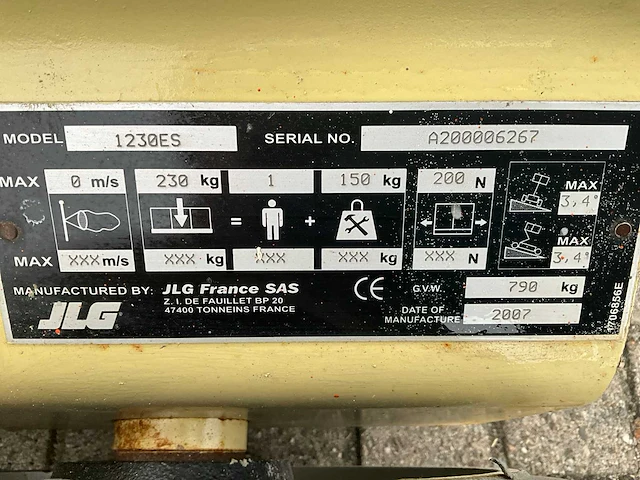 MODEL 1230ES SERIAL NO. A200006267
MAX 0 m/s 230 kg 1 150 kg 200 N MAX 3,4°
= +
MAX XXX m/s XXX kg XXX XXX kg XXX N MAX 3,4°
MANUFACTURED BY: JLG France SAS CE G.V.W. 790 kg
Z. I. DE FAUILLET BP 20
47400 TONNEINS FRANCE
JLG DATE OF MANUFACTURE 2007
1706856E